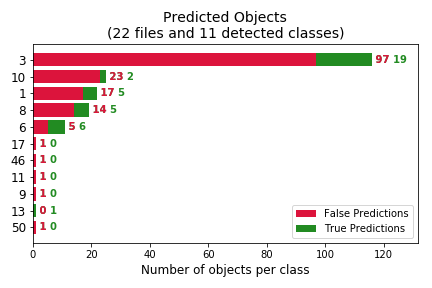 Predicted Objects
(22 files and 11 detected classes)
3 97 19
10 23 2
1 17 5
8 14 5
6 5 6
17 1 0
46 1 0
11 1 0
9 1 0
13 0 1
50 1 0
False Predictions
True Predictions
0 20 40 60 80 100 120
Number of objects per class